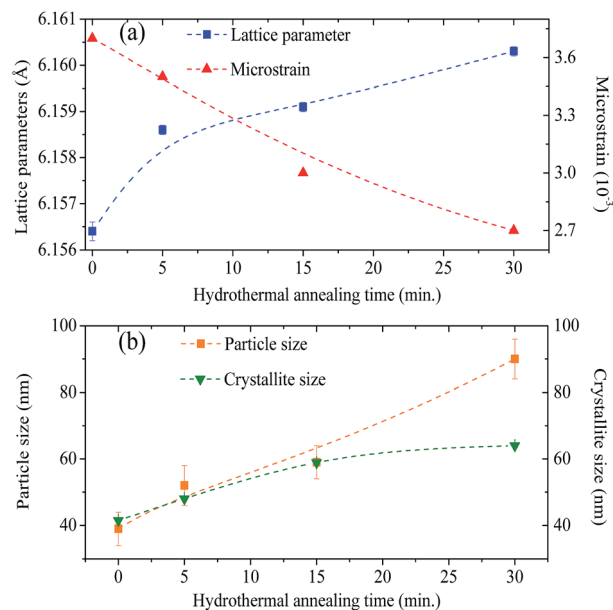 (a)
Lattice parameter
Microstrain
Lattice parameters (Å)
6.161
6.160
6.159
6.158
6.157
6.156
3.6
3.3
3.0
2.7
Microstrain (10⁻³)
0 5 10 15 20 25 30
Hydrothermal annealing time (min.)
(b)
Particle size
Crystallite size
Particle size (nm)
100
80
60
40
100
80
60
40
Crystallite size (nm)
0 5 10 15 20 25 30
Hydrothermal annealing time (min.)